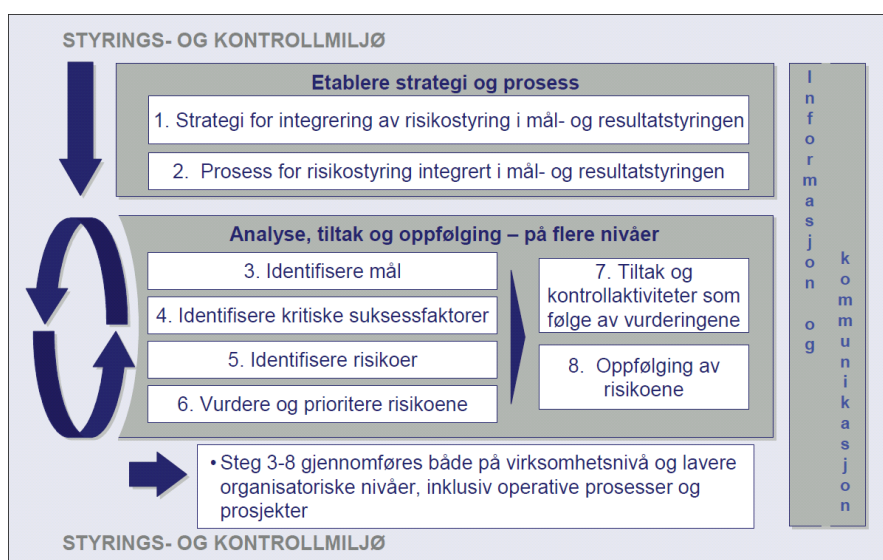 STYRINGS- OG KONTROLLMILJØ
Etablere strategi og prosess
1. Strategi for integrering av risikostyring i mål- og resultatstyringen
2. Prosess for risikostyring integrert i mål- og resultatstyringen
Analyse, tiltak og oppfølging – på flere nivåer
3. Identifisere mål
4. Identifisere kritiske suksessfaktorer
5. Identifisere risikoer
6. Vurdere og prioritere risikoene
7. Tiltak og
kontrollaktiviteter som
følge av vurderingene
8. Oppfølging av
risikoene
• Steg 3-8 gjennomføres både på virksomhetsnivå og lavere
organisatoriske nivåer, inklusiv operative prosesser og
prosjekter
STYRINGS- OG KONTROLLMILJØ
Informasjon og
kommunikasjon